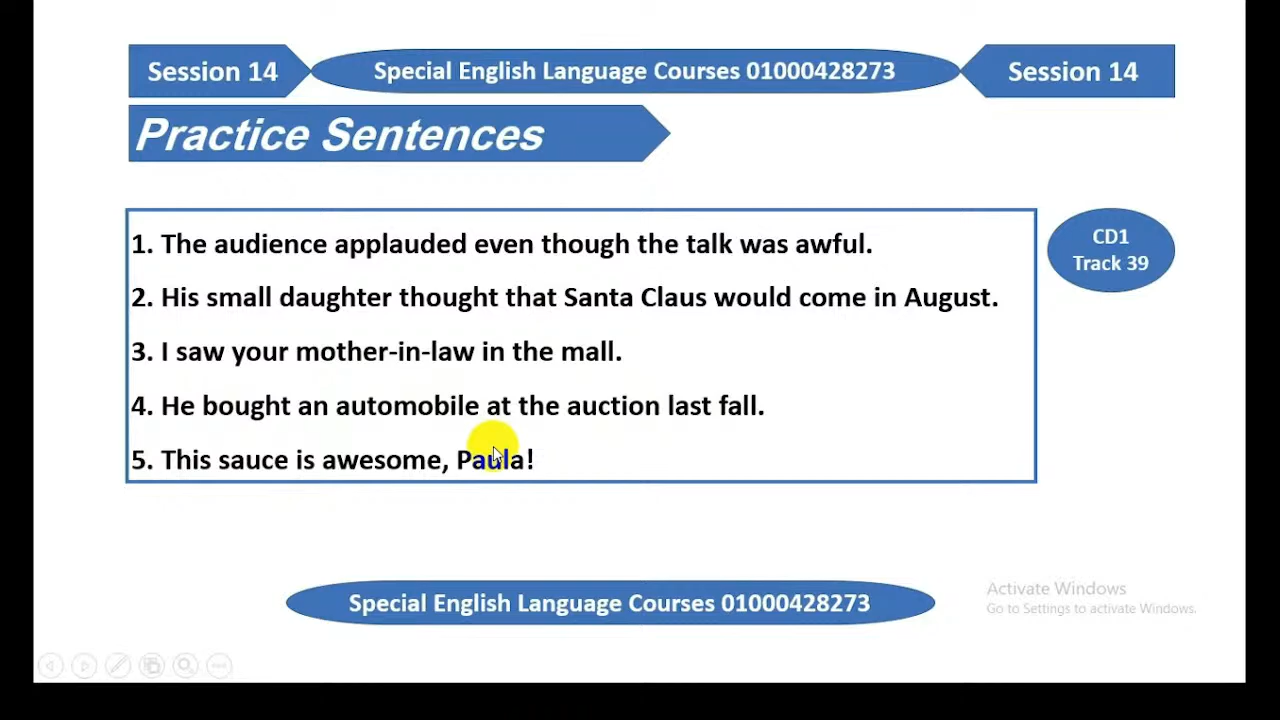 Session 14
Special English Language Courses 01000428273
Session 14
Practice Sentences
1. The audience applauded even though the talk was awful.
2. His small daughter thought that Santa Claus would come in August.
3. I saw your mother-in-law in the mall.
4. He bought an automobile at the auction last fall.
5. This sauce is awesome, Paula!
CD1
Track 39
Special English Language Courses 01000428273
Activate Windows
Go to Settings to activate Windows.